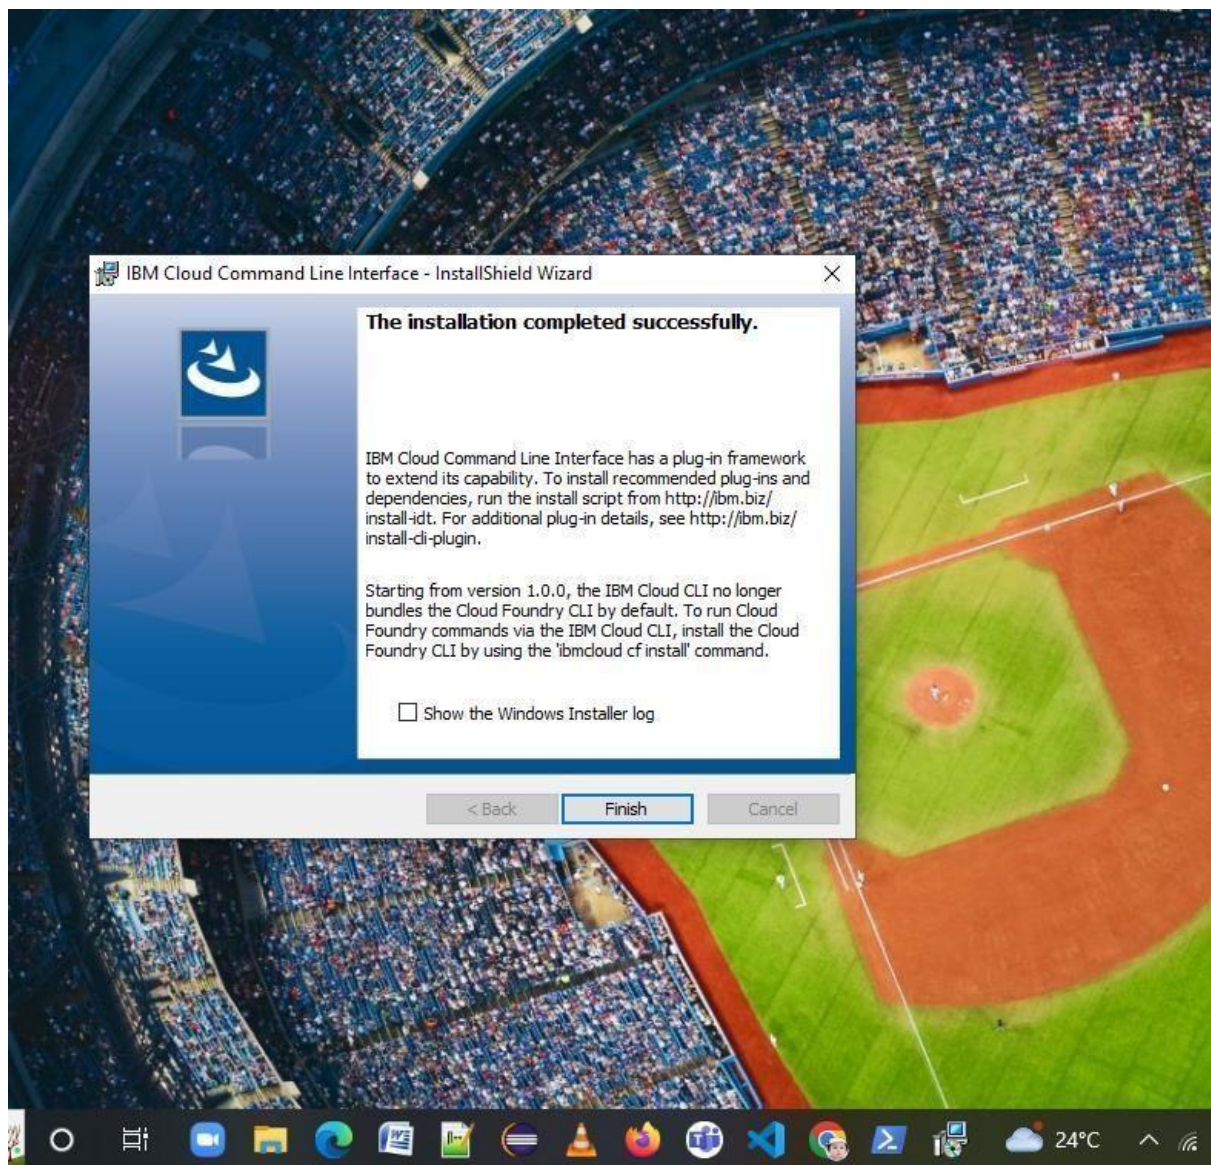 IBM Cloud Command Line Interface - InstallShield Wizard
The installation completed successfully.
IBM Cloud Command Line Interface has a plug-in framework
to extend its capability. To install recommended plug-ins and
dependencies, run the install script from http://ibm.biz/
install-idt. For additional plug-in details, see http://ibm.biz/
install-cli-plugin.
Starting from version 1.0.0, the IBM Cloud CLI no longer
bundles the Cloud Foundry CLI by default. To run Cloud
Foundry commands via the IBM Cloud CLI, install the Cloud
Foundry CLI by using the 'ibmcloud cf install' command.
Show the Windows Installer log
< Back
Finish
Cancel
24°C